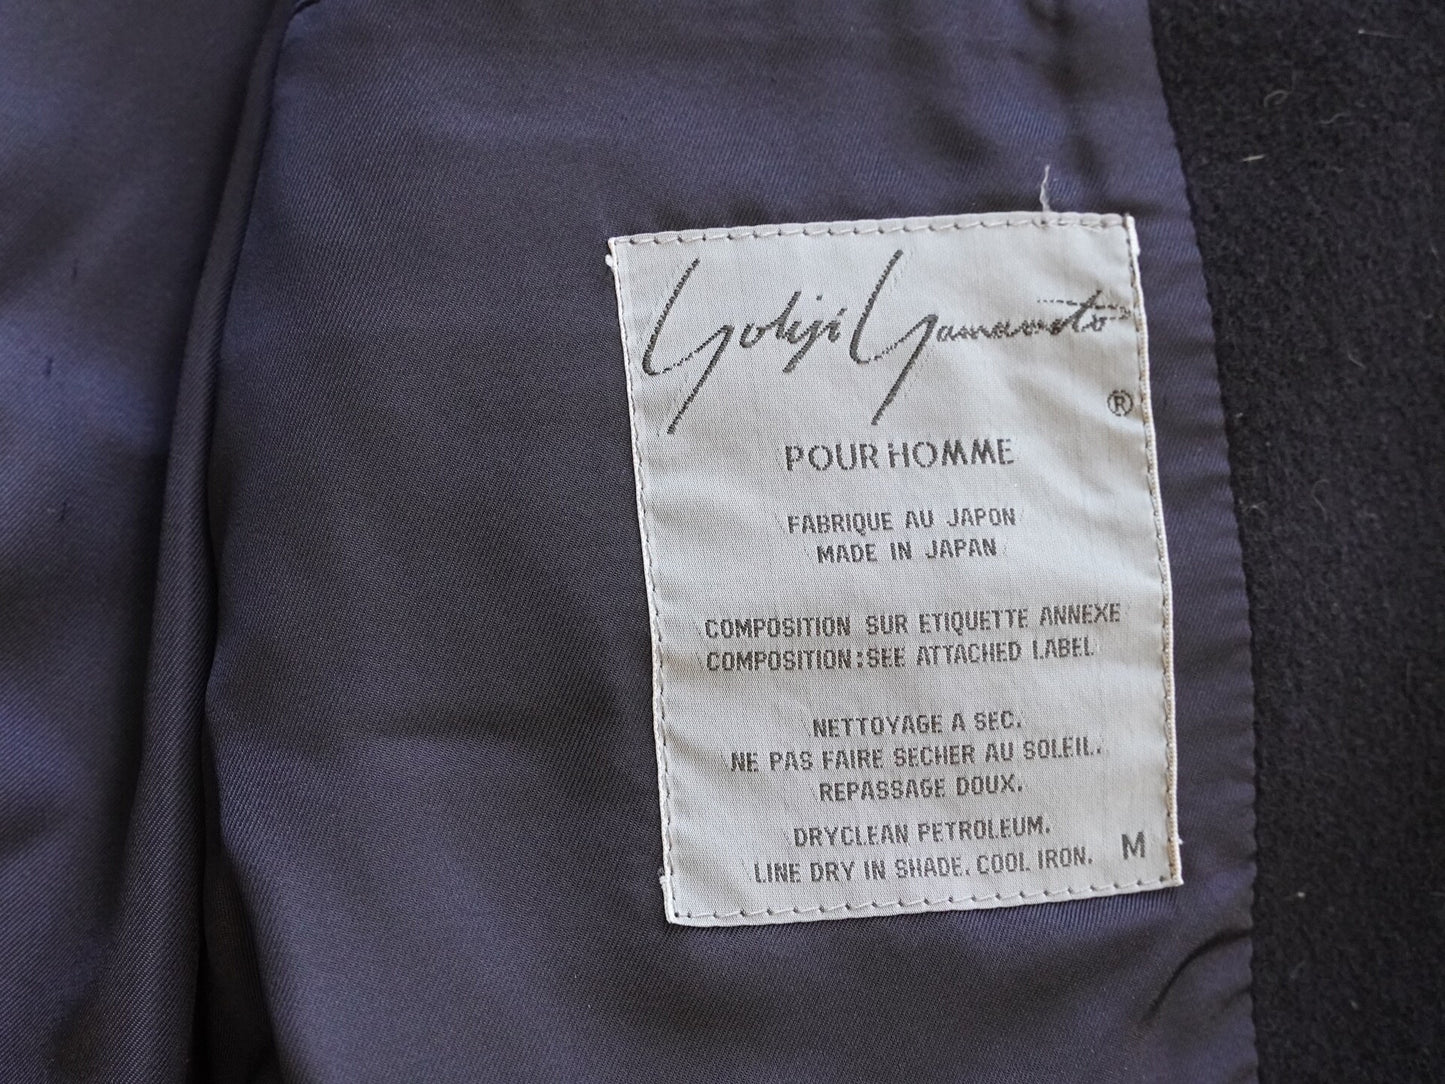 Yohji Yamamoto
®
POUR HOMME
FABRIQUE AU JAPON
MADE IN JAPAN
COMPOSITION SUR ETIQUETTE ANNEXE
COMPOSITION:SEE ATTACHED LABEL
NETTOYAGE A SEC.
NE PAS FAIRE SECHER AU SOLEIL.
REPASSAGE DOUX.
DRYCLEAN PETROLEUM.
LINE DRY IN SHADE. COOL IRON. M